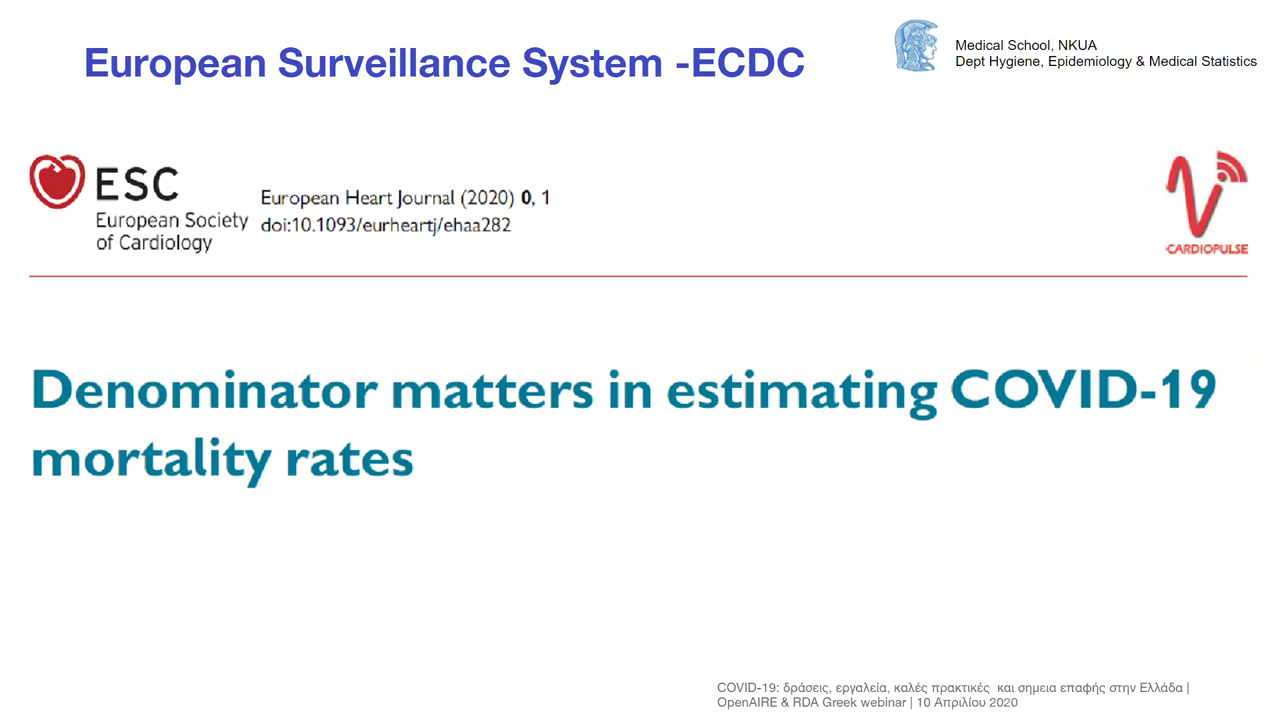 European Surveillance System -ECDC
Medical School, NKUA
Dept Hygiene, Epidemiology & Medical Statistics
ESC
European Society
of Cardiology
European Heart Journal (2020) 0, 1
doi:10.1093/eurheartj/ehaa282
CARDIOPULSE
Denominator matters in estimating COVID-19
mortality rates
COVID-19: δράσεις, εργαλεία, καλές πρακτικές και σημεια επαφής στην Ελλάδα |
OpenAIRE & RDA Greek webinar | 10 Απριλίου 2020